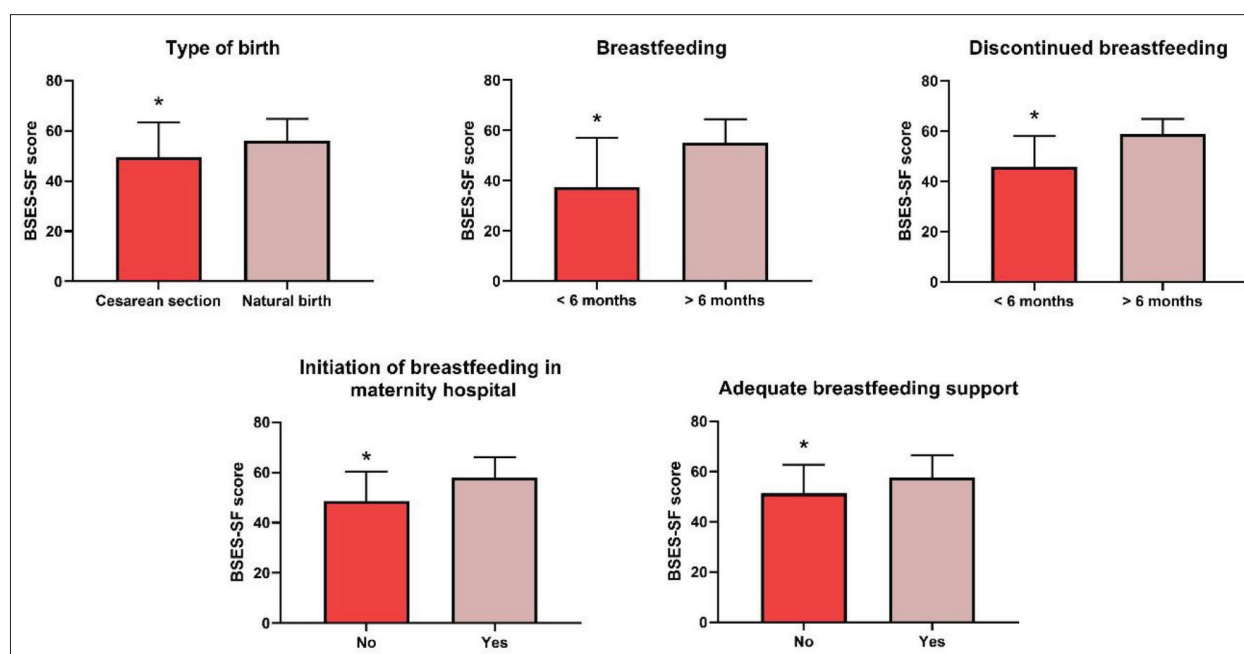 Type of birth
80
60
40
20
0
BSES-SF score
*
Cesarean section
Natural birth
Breastfeeding
80
60
40
20
0
BSES-SF score
*
< 6 months
> 6 months
Discontinued breastfeeding
80
60
40
20
0
BSES-SF score
*
< 6 months
> 6 months
Initiation of breastfeeding in
maternity hospital
80
60
40
20
0
BSES-SF score
*
No
Yes
Adequate breastfeeding support
80
60
40
20
0
BSES-SF score
*
No
Yes